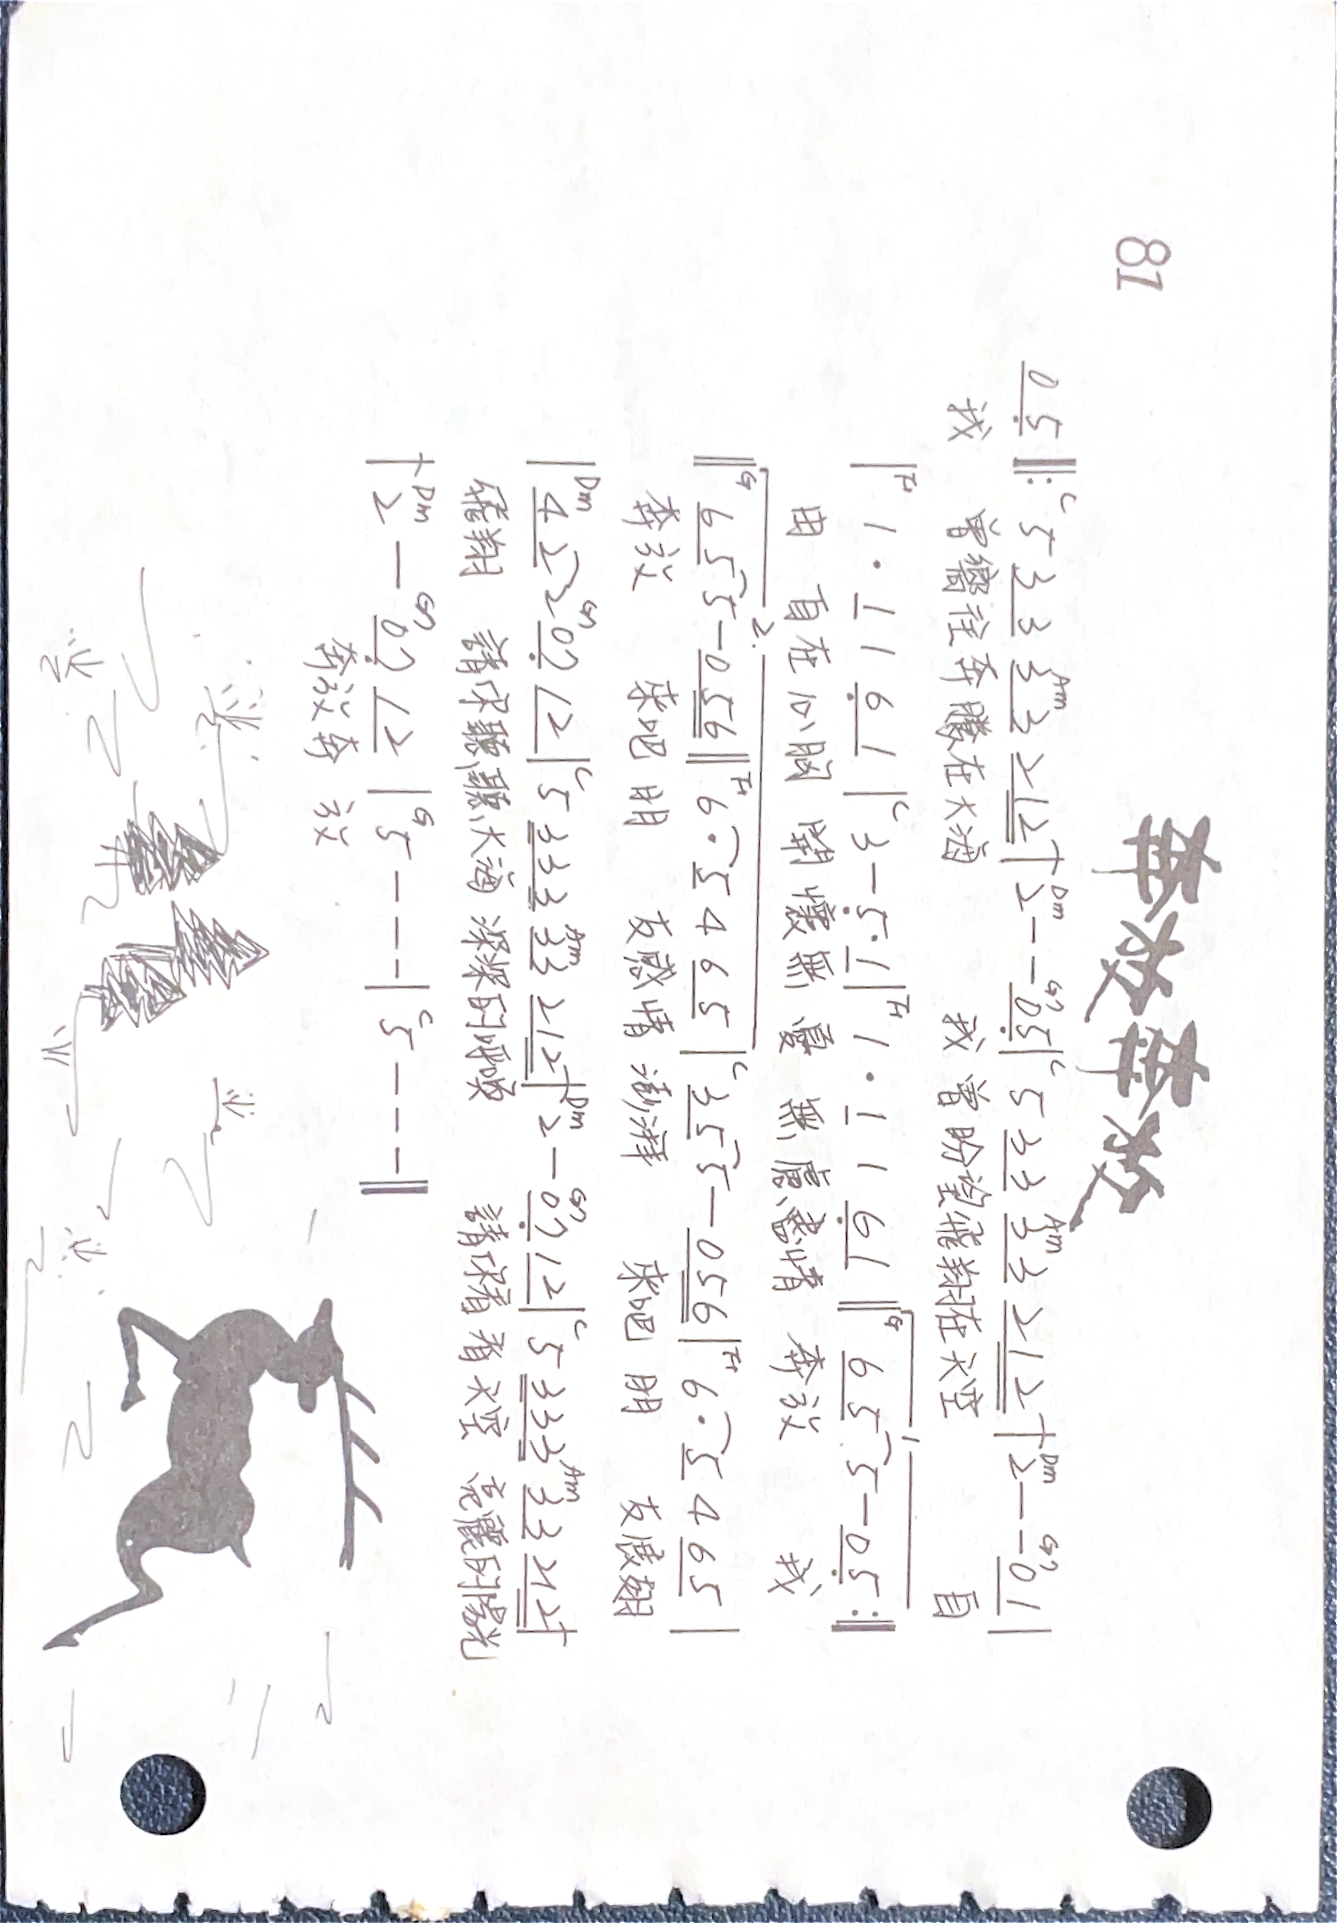 81
奔放奔放
0 5 ‖: C 5 3 3 Am 3 3 2 1 2 | Dm 2 - - G7 0 5 | C 5 3 3 Am 3 3 2 1 2 | Dm 2 - - G7 0 1 |
我 曾嚮往奔騰在大海 我曾盼望飛翔在天空 自
| F 1 · 1 1 6 1 | C 3 - 5 · 1 | F 1 · 1 1 6 1 ‖ G 1 6 5 5 - 0 5 :‖
由 自在心胸 開懷無憂 無慮盡情 奔放 我
‖ G 2. 6 5 5 - 0 5 6 ‖ F 6 · 5 4 6 5 | C 3 5 5 - 0 5 6 | F 6 · 5 4 6 5 |
奔放 來吧朋 友感情 澎湃 來吧朋 友展翅
| Dm 4 2 2 G7 0 7 1 2 | C 5 3 3 3 Am 3 3 2 1 2 | Dm 2 - G7 0 7 1 2 | C 5 3 3 3 Am 3 3 2 1 2 |
飛翔 請你聽聽大海 深深的呼喚 請你看看天空 亮麗的陽光
| Dm 2 - G7 0 7 1 2 | G 5 - - - | C 5 - - - ‖
奔放奔 放